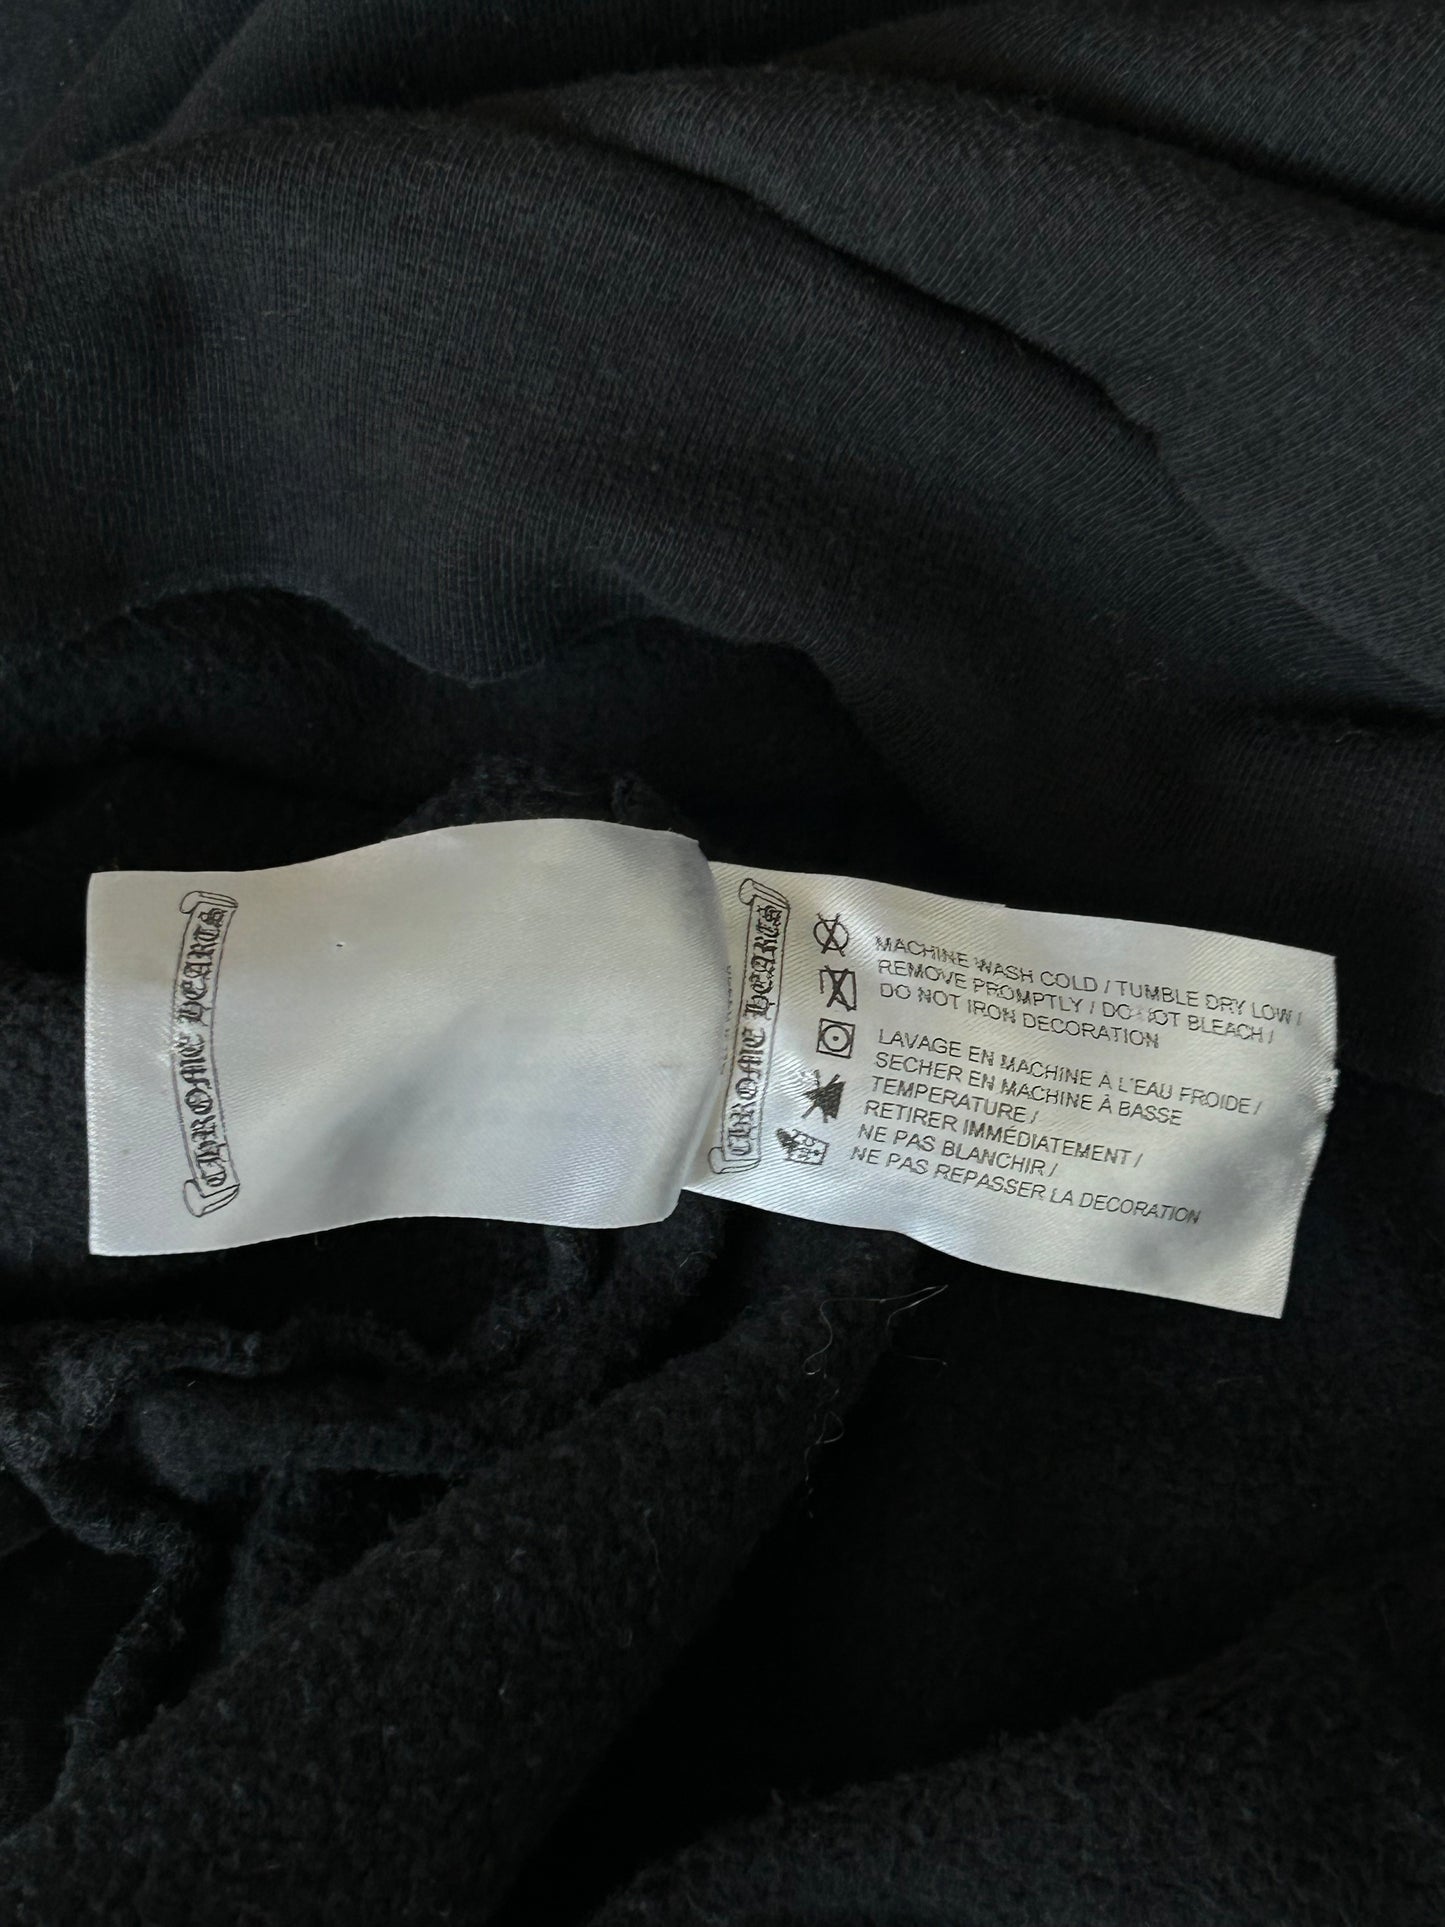 CHROME HEARTS
CHROME HEARTS
MACHINE WASH COLD / TUMBLE DRY LOW /
REMOVE PROMPTLY / DO NOT BLEACH /
DO NOT IRON DECORATION
LAVAGE EN MACHINE À L'EAU FROIDE /
SECHER EN MACHINE À BASSE
TEMPERATURE /
RETIRER IMMÉDIATEMENT /
NE PAS BLANCHIR /
NE PAS REPASSER LA DECORATION